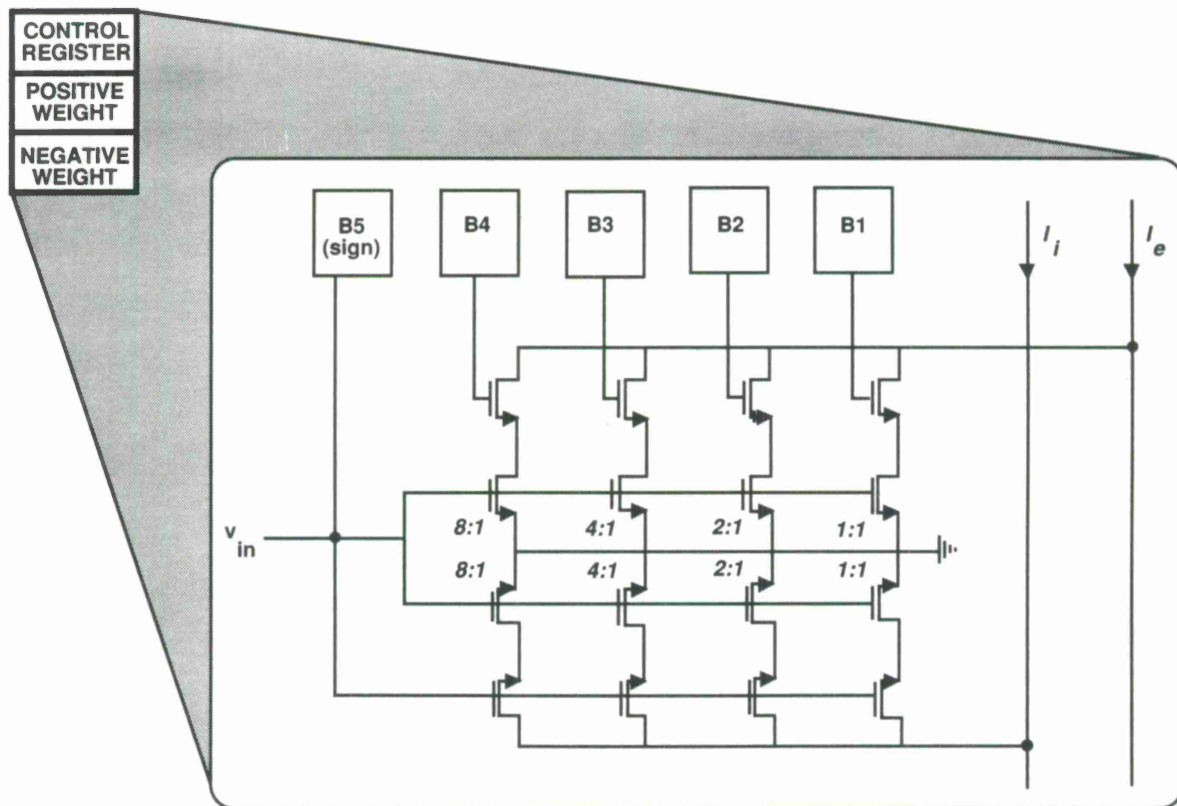 CONTROL
REGISTER
POSITIVE
WEIGHT
NEGATIVE
WEIGHT
B5
(sign)
B4
B3
B2
B1
I i
I e
v in
8:1
4:1
2:1
1:1
8:1
4:1
2:1
1:1